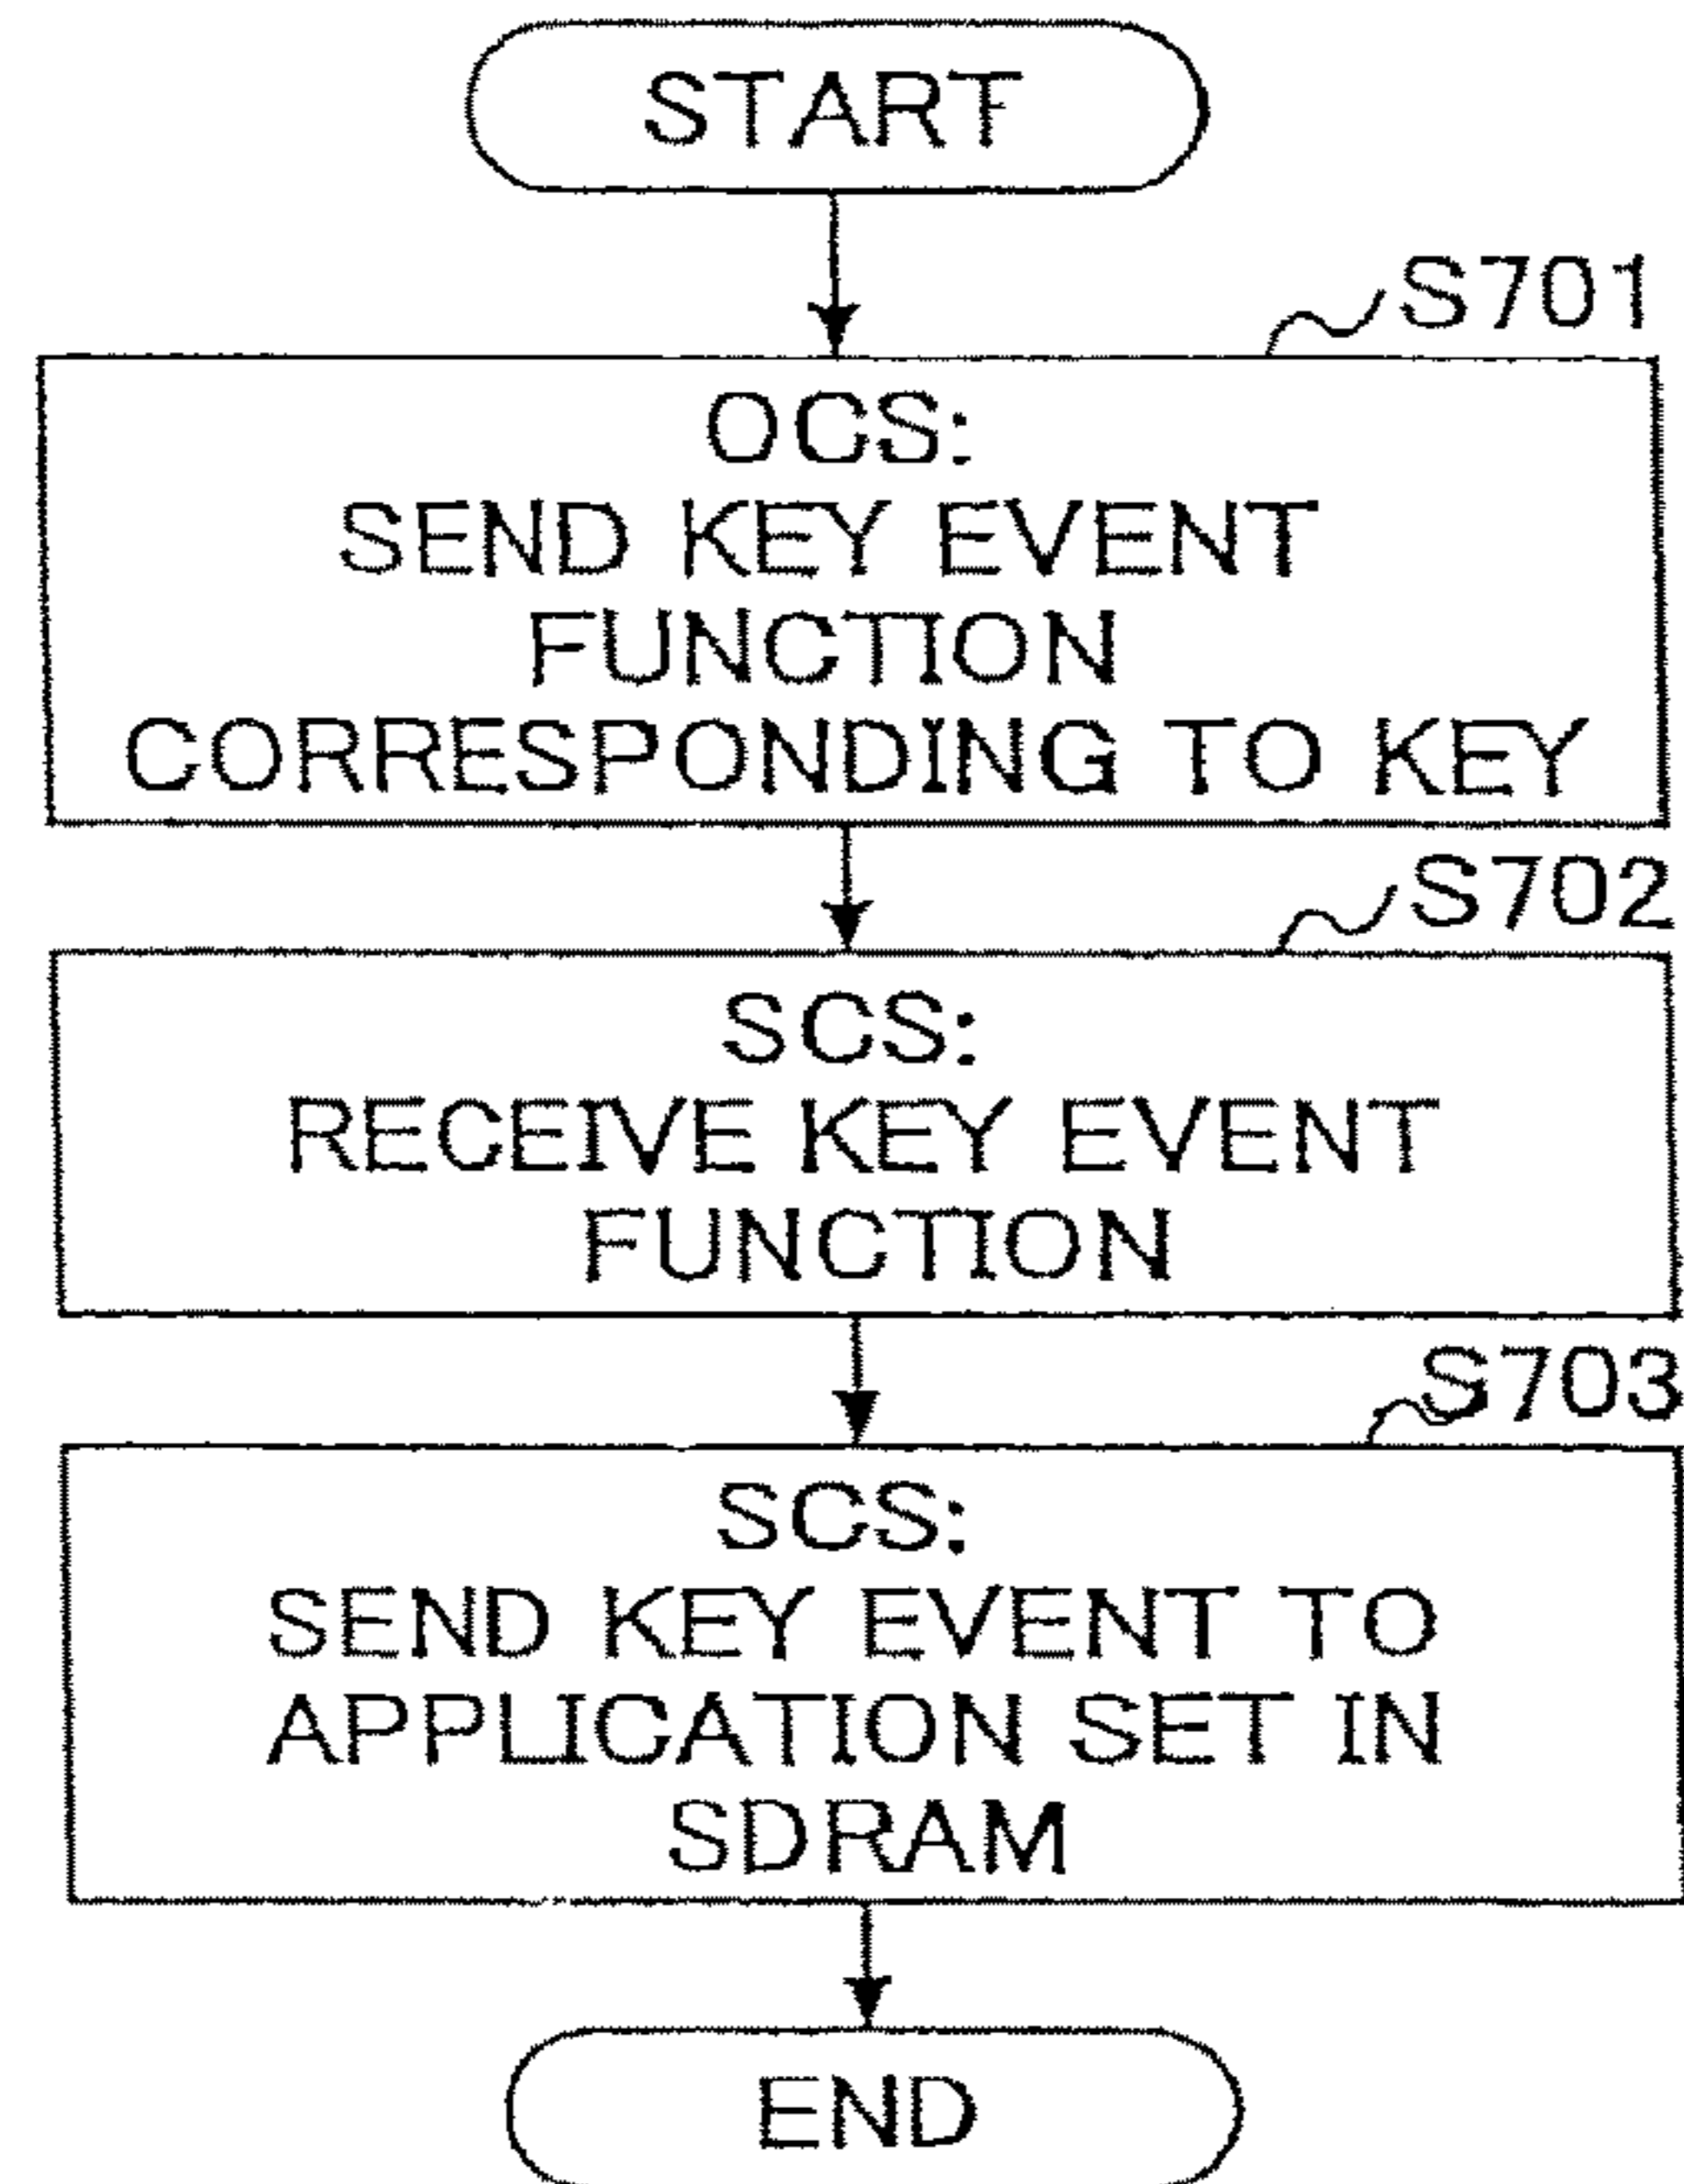 START
S701
OCS:
SEND KEY EVENT
FUNCTION
CORRESPONDING TO KEY
S702
SCS:
RECEIVE KEY EVENT
FUNCTION
S703
SCS:
SEND KEY EVENT TO
APPLICATION SET IN
SDRAM
END